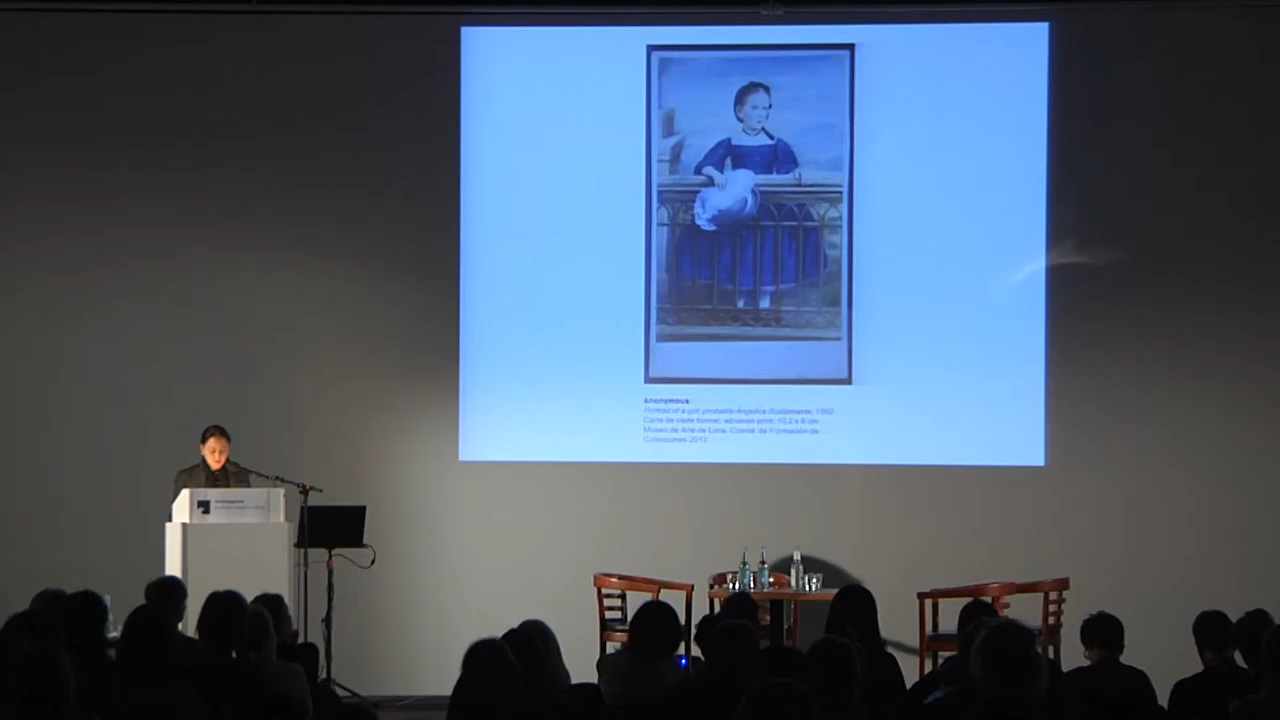 Anonymous
Portrait of a girl, probably Angelica Bustamante, 1862
Carte de visite format, albumen print, 10.2 x 6 cm
Museo de Arte de Lima. Comité de Formación de
Colecciones 2013